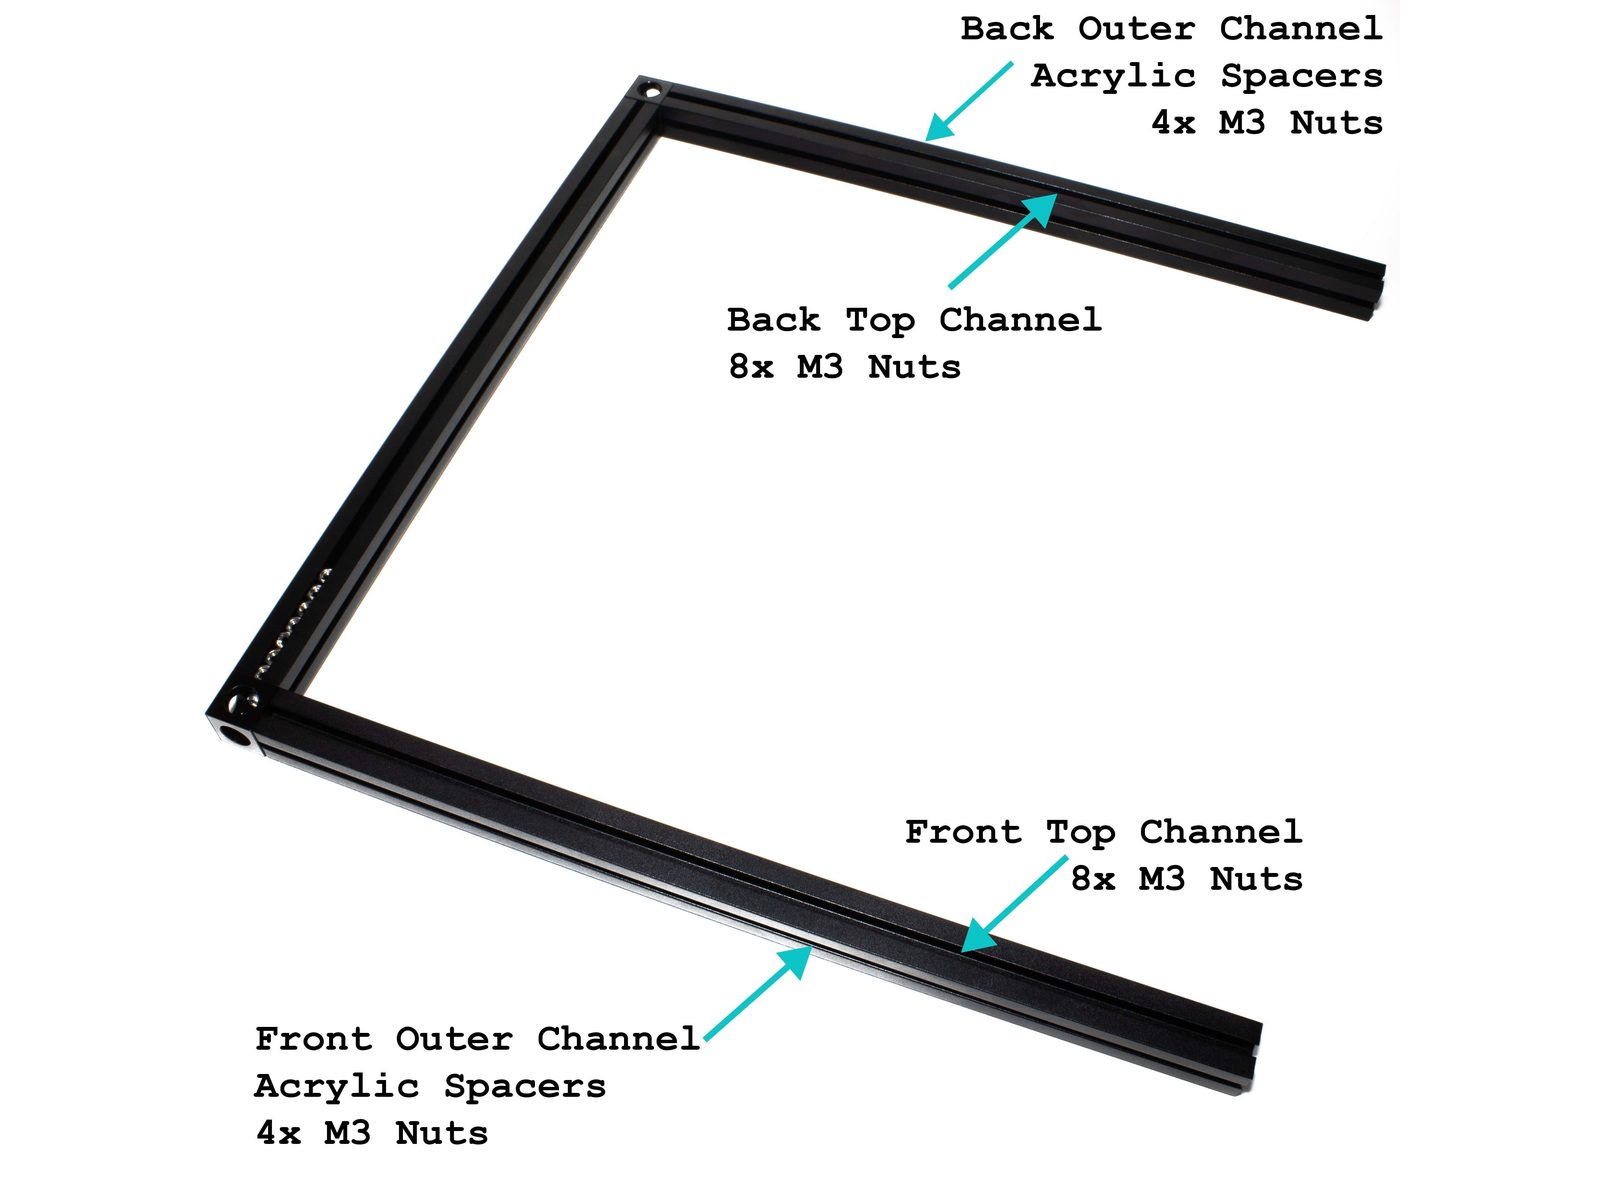 Back Outer Channel
Acrylic Spacers
4x M3 Nuts
Back Top Channel
8x M3 Nuts
Front Top Channel
8x M3 Nuts
Front Outer Channel
Acrylic Spacers
4x M3 Nuts